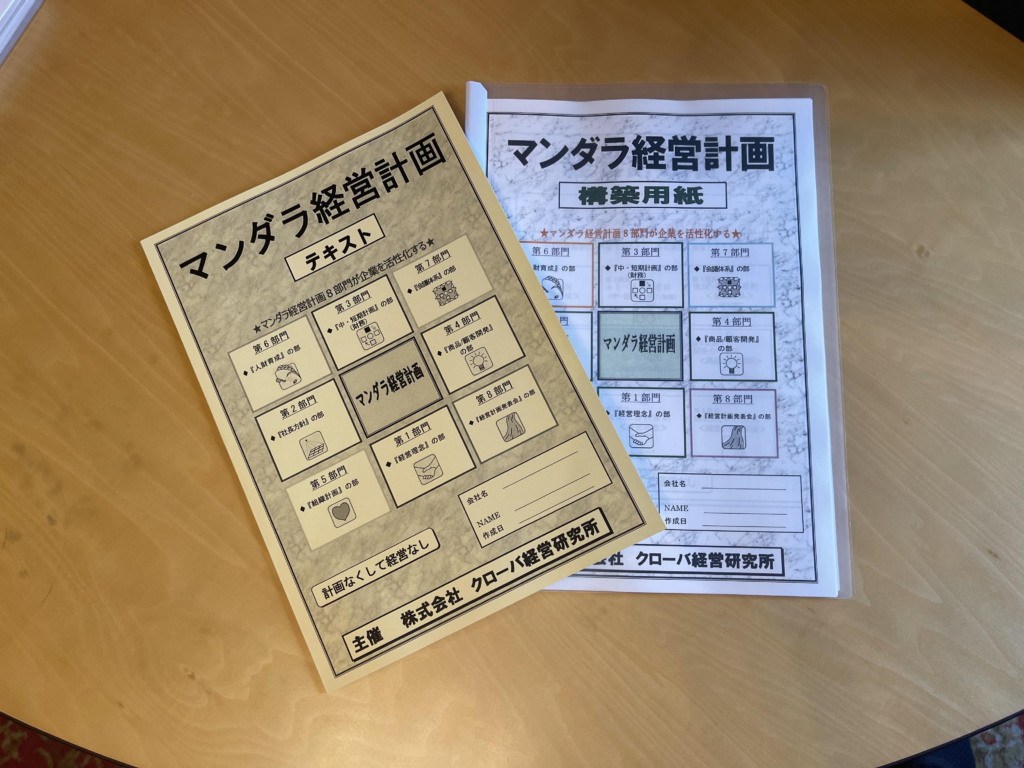 マンダラ経営計画
テキスト
★マンダラ経営計画8部門が企業を活性化する★
第6部門
◆『人財育成』の部
第3部門
◆『中・短期計画』の部
(財務)
第7部門
◆『会議体系』の部
第2部門
◆『社長方針』の部
マンダラ経営計画
第4部門
◆『商品/顧客開発』
の部
第5部門
◆『組織計画』の部
第1部門
◆『経営理念』の部
第8部門
◆『経営計画発表会』の部
会社名
NAME
作成日
計画なくして経営なし
主催 株式会社 クローバ経営研究所
マンダラ経営計画
構築用紙
★マンダラ経営計画8部門が企業を活性化する★
第6部門
財育成』の部
第3部門
◆『中・短期計画』の部
(財務)
第7部門
◆『会議体系』の部
マンダラ経営計画
第4部門
◆『商品/顧客開発』
の部
第1部門
『経営理念』の部
第8部門
◆『経営計画発表会』の部
会社名
NAME
作成日
会社 クローバ経営研究所